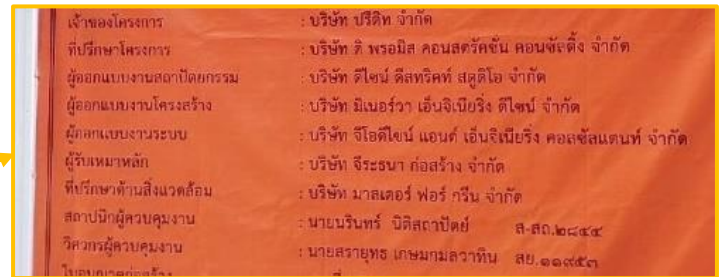 เจ้าของโครงการ : บริษัท ปรีดิท จำกัด
ที่ปรึกษาโครงการ : บริษัท ดิ พรอมิส คอนสตรัคชั่น คอนซัลติ้ง จำกัด
ผู้ออกแบบงานสถาปัตยกรรม : บริษัท ดีไซน์ ดีสทริคท์ สตูดิโอ จำกัด
ผู้ออกแบบงานโครงสร้าง : บริษัท มิเนอร์วา เอ็นจิเนียริ่ง ดีไซน์ จำกัด
ผู้ออกแบบงานระบบ : บริษัท จีโอดีไซน์ แอนด์ เอ็นจิเนียริ่ง คอลซัลแตนท์ จำกัด
ผู้รับเหมาหลัก : บริษัท จีระธนา ก่อสร้าง จำกัด
ที่ปรึกษาด้านสิ่งแวดล้อม : บริษัท มาสเตอร์ ฟอร์ กรีน จำกัด
สถาปนิกผู้ควบคุมงาน : นายนรินทร์ นิติสถาปัตย์ ส-สถ.๒๘๔๔
วิศวกรผู้ควบคุมงาน : นายสรายุทธ เกษมกุมลวาทิน สย.๑๑๙๕๓
ใบอนุญาตก่อสร้าง